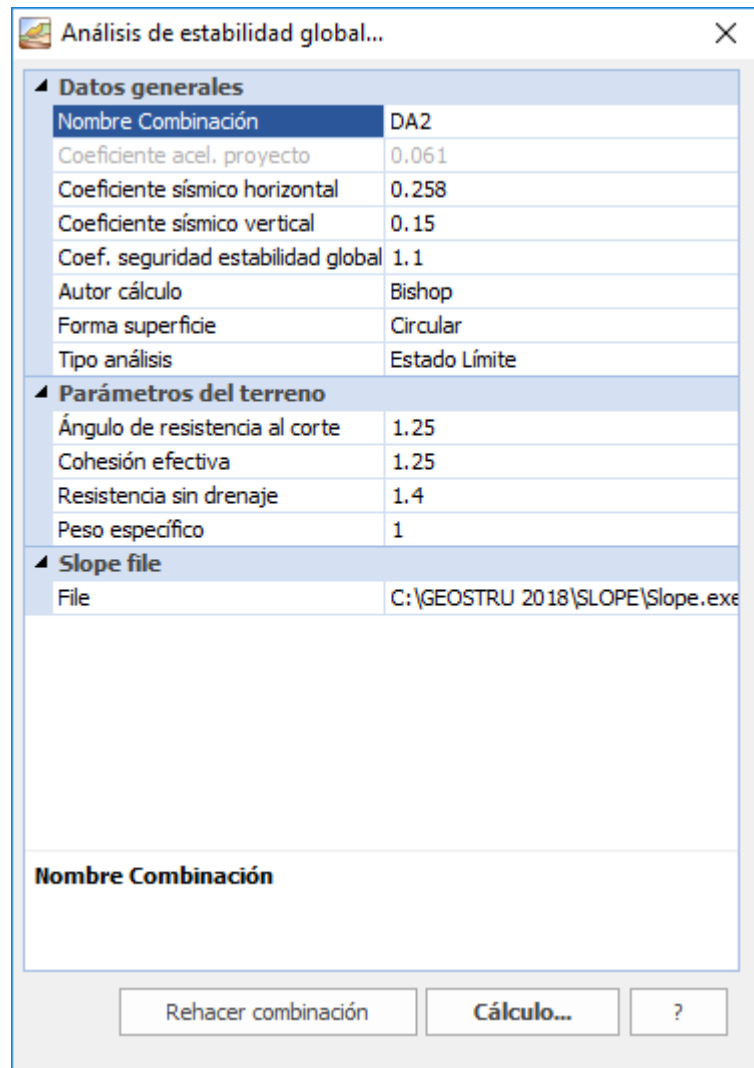 Análisis de estabilidad global...
Datos generales
Nombre Combinación DA2
Coeficiente acel. proyecto 0.061
Coeficiente sísmico horizontal 0.258
Coeficiente sísmico vertical 0.15
Coef. seguridad estabilidad global 1.1
Autor cálculo Bishop
Forma superficie Circular
Tipo análisis Estado Límite
Parámetros del terreno
Ángulo de resistencia al corte 1.25
Cohesión efectiva 1.25
Resistencia sin drenaje 1.4
Peso específico 1
Slope file
File C:\GEOSTRU 2018\SLOPE\Slope.exe
Nombre Combinación
Rehacer combinación Cálculo... ?